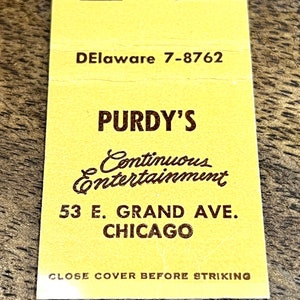 DElaware 7-8762
PURDY'S
Continuous
Entertainment
53 E. GRAND AVE.
CHICAGO
CLOSE COVER BEFORE STRIKING